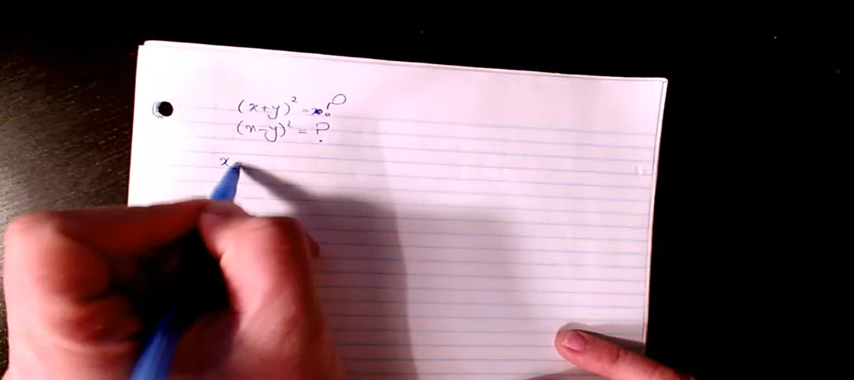 (x+y)² = ?
(x-y)² = ?
x